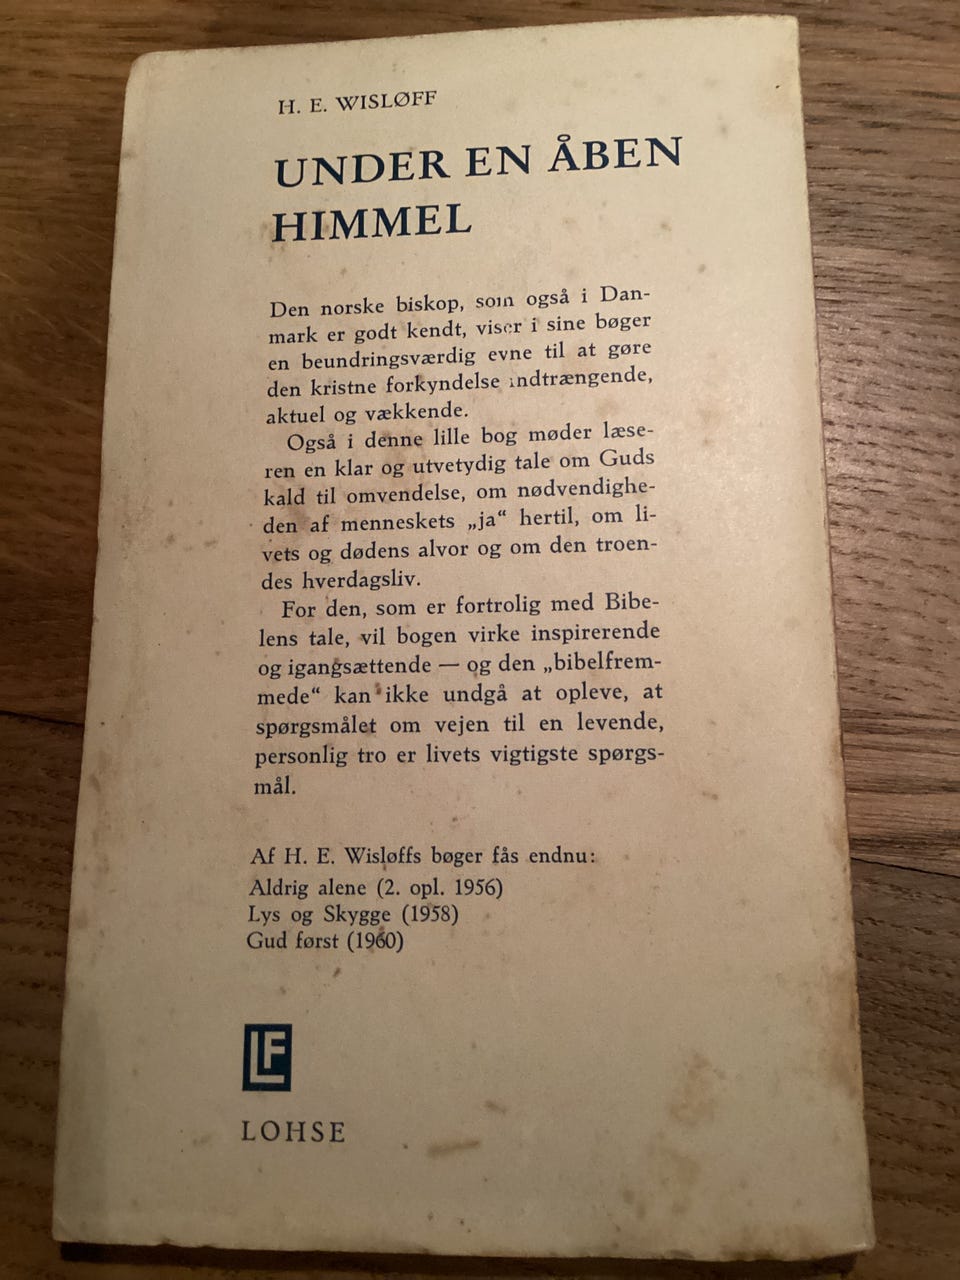 H. E. WISLØFF
UNDER EN ÅBEN
HIMMEL
Den norske biskop, som også i Dan-
mark er godt kendt, viser i sine bøger
en beundringsværdig evne til at gøre
den kristne forkyndelse indtrængende,
aktuel og vækkende.
Også i denne lille bog møder læse-
ren en klar og utvetydig tale om Guds
kald til omvendelse, om nødvendighe-
den af menneskets „ja“ hertil, om li-
vets og dødens alvor og om den troen-
des hverdagsliv.
For den, som er fortrolig med Bibe-
lens tale, vil bogen virke inspirerende
og igangsættende — og den „bibelfrem-
mede“ kan ikke undgå at opleve, at
spørgsmålet om vejen til en levende,
personlig tro er livets vigtigste spørgs-
mål.
Af H. E. Wisløffs bøger fås endnu:
Aldrig alene (2. opl. 1956)
Lys og Skygge (1958)
Gud først (1960)
LF
LOHSE